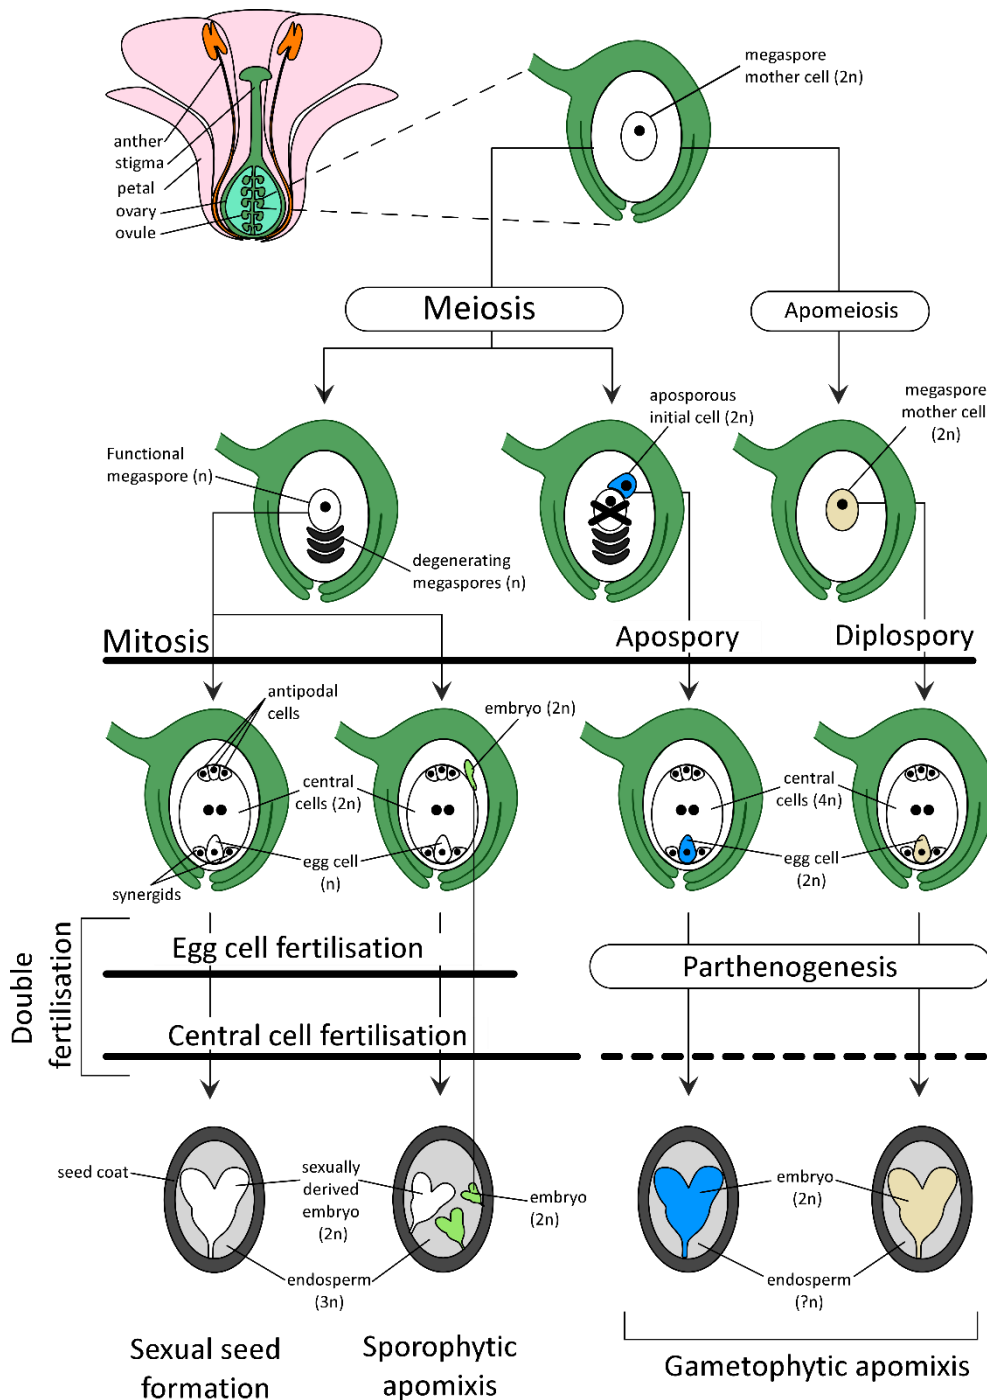 megaspore
mother cell (2n)
anther
stigma
petal
ovary
ovule
Meiosis
Apomeiosis
aposporous
initial cell (2n)
megaspore
mother cell
(2n)
Functional
megaspore (n)
degenerating
megaspores (n)
Mitosis
Apospory
Diplospory
antipodal
cells
embryo (2n)
central
cells (2n)
central
cells (4n)
egg cell
(n)
egg cell
(2n)
synergids
Double
fertilisation
Egg cell fertilisation
Parthenogenesis
Central cell fertilisation
seed coat
sexually
derived
embryo
(2n)
embryo
(2n)
embryo
(2n)
endosperm
(3n)
endosperm
(?n)
Sexual seed
formation
Sporophytic
apomixis
Gametophytic apomixis